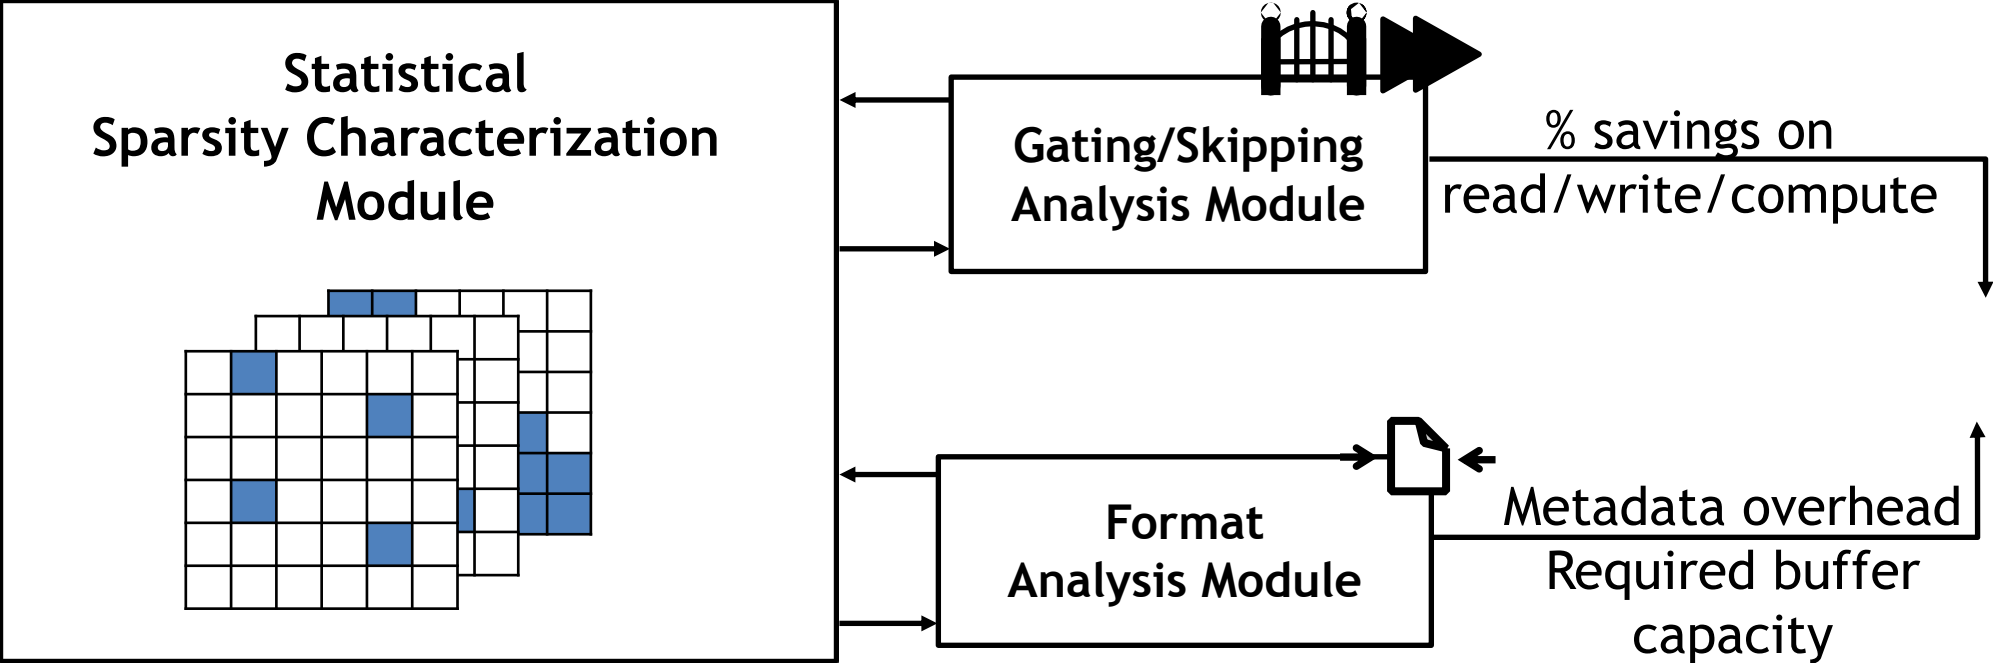 Statistical
Sparsity Characterization
Module
Gating/Skipping
Analysis Module
% savings on
read/write/compute
Format
Analysis Module
Metadata overhead
Required buffer
capacity